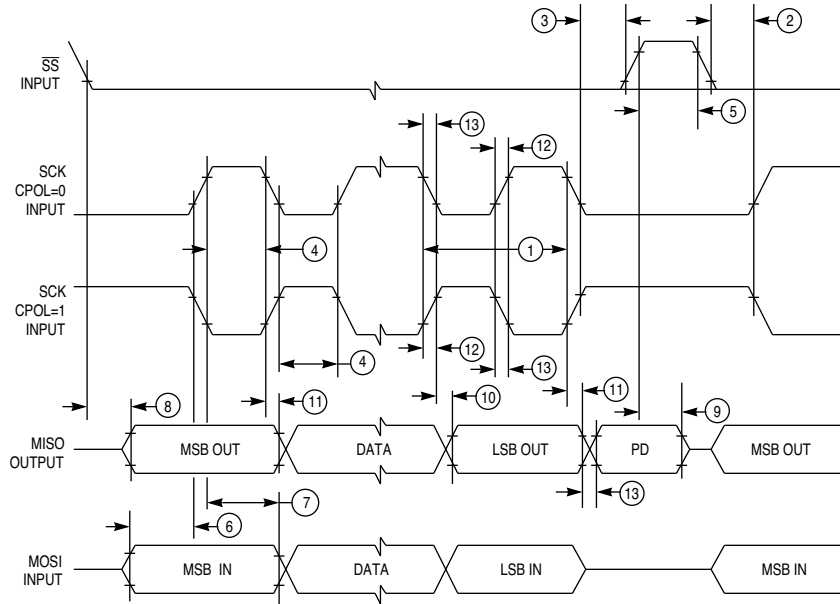 3
2
SS
INPUT
5
13
12
SCK
CPOL=0
INPUT
4
1
SCK
CPOL=1
INPUT
12
4
13
8
11
10
11
9
MISO
OUTPUT
MSB OUT
DATA
LSB OUT
PD
MSB OUT
7
13
6
MOSI
INPUT
MSB IN
DATA
LSB IN
MSB IN